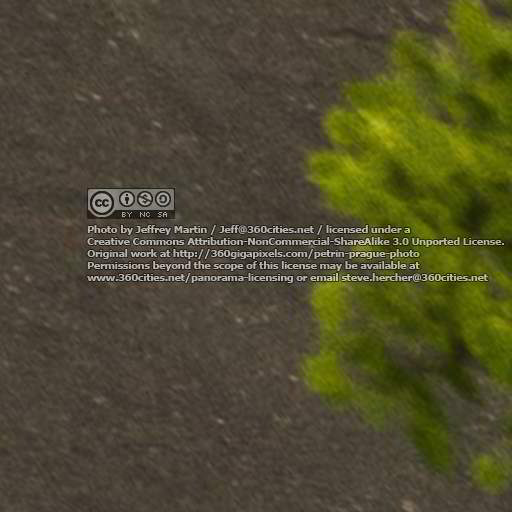 cc BY NC SA
Photo by Jeffrey Martin / Jeff@360cities.net / licensed under a
Creative Commons Attribution-NonCommercial-ShareAlike 3.0 Unported License.
Original work at http://360gigapixels.com/petrin-prague-photo
Permissions beyond the scope of this license may be available at
www.360cities.net/panorama-licensing or email steve.hercher@360cities.net